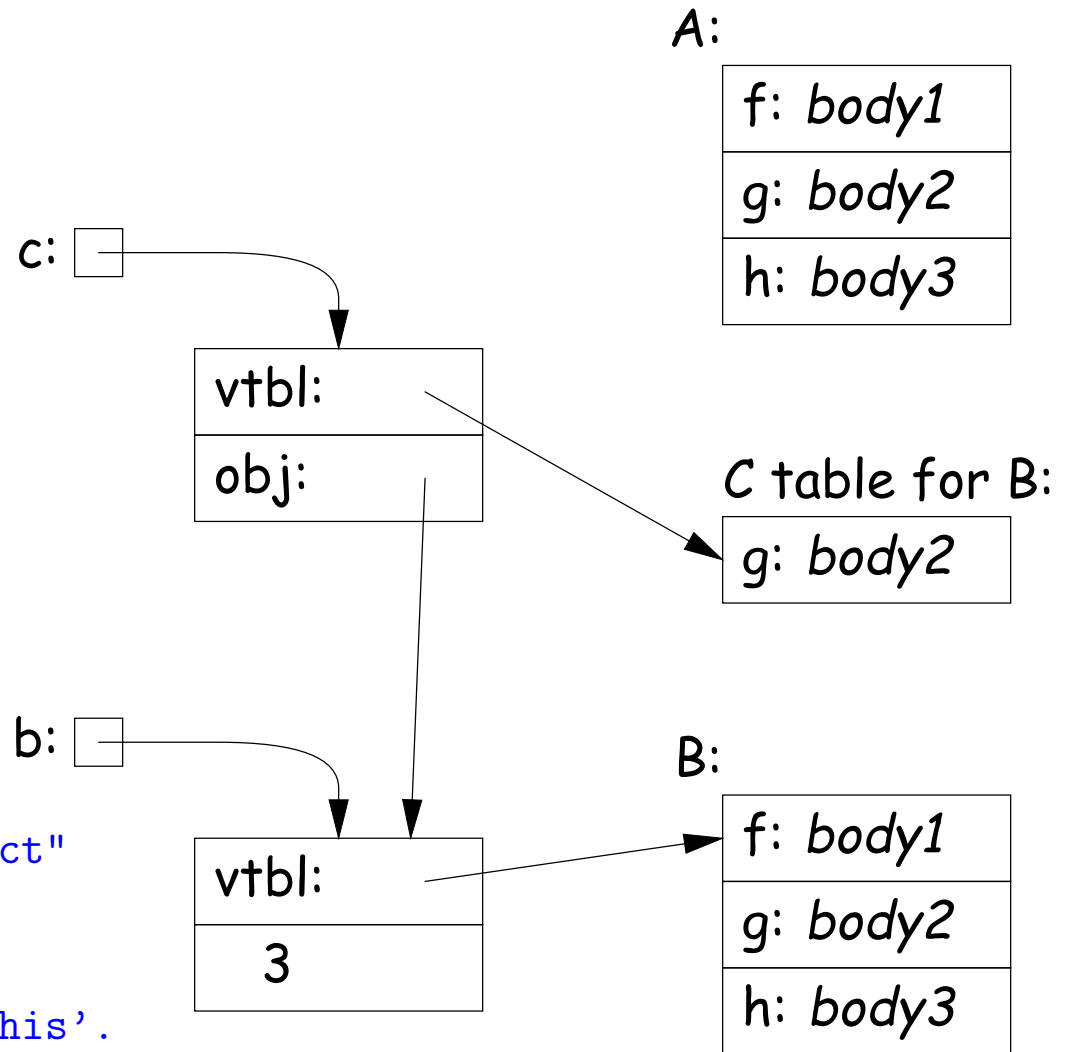 A:
f: body1
g: body2
h: body3
c:
vtbl:
obj:
C table for B:
g: body2
b:
ct"
vtbl:
3
his’.
B:
f: body1
g: body2
h: body3